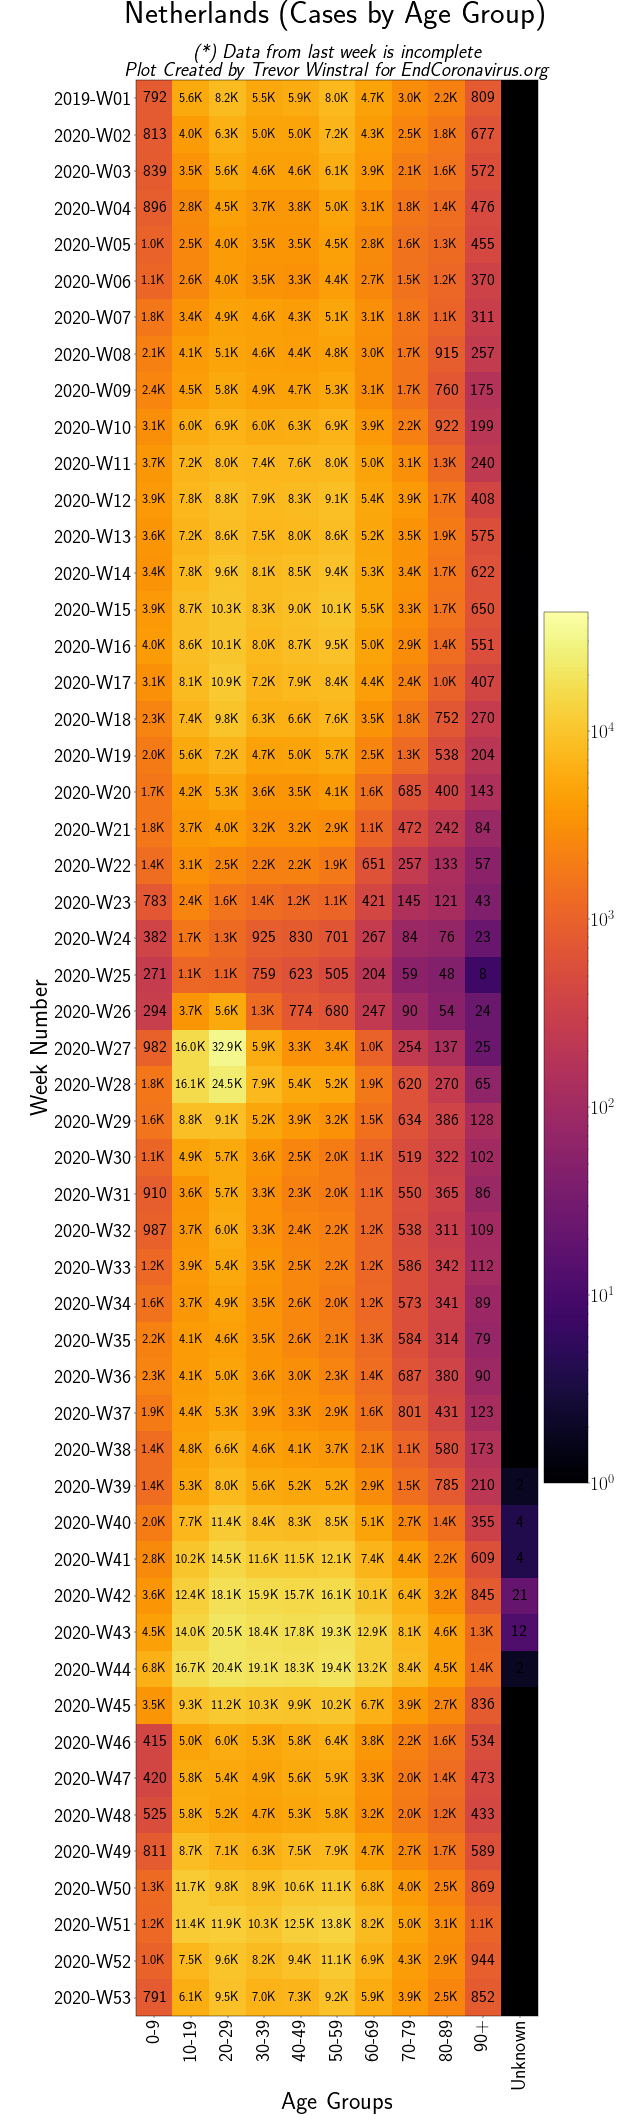 Netherlands (Cases by Age Group)
(*) Data from last week is incomplete
Plot Created by Trevor Winstral for EndCoronavirus.org
2019-W01 792 5.6K 8.2K 5.5K 5.9K 8.0K 4.7K 3.0K 2.2K 809
2020-W02 813 4.0K 6.3K 5.0K 5.0K 7.2K 4.3K 2.5K 1.8K 677
2020-W03 839 3.5K 5.6K 4.6K 4.6K 6.1K 3.9K 2.1K 1.6K 572
2020-W04 896 2.8K 4.5K 3.7K 3.8K 5.0K 3.1K 1.8K 1.4K 476
2020-W05 1.0K 2.5K 4.0K 3.5K 3.5K 4.5K 2.8K 1.6K 1.3K 455
2020-W06 1.1K 2.6K 4.0K 3.5K 3.3K 4.4K 2.7K 1.5K 1.2K 370
2020-W07 1.8K 3.4K 4.9K 4.6K 4.3K 5.1K 3.1K 1.8K 1.1K 311
2020-W08 2.1K 4.1K 5.1K 4.6K 4.4K 4.8K 3.0K 1.7K 915 257
2020-W09 2.4K 4.5K 5.8K 4.9K 4.7K 5.3K 3.1K 1.7K 760 175
2020-W10 3.1K 6.0K 6.9K 6.0K 6.3K 6.9K 3.9K 2.2K 922 199
2020-W11 3.7K 7.2K 8.0K 7.4K 7.6K 8.0K 5.0K 3.1K 1.3K 240
2020-W12 3.9K 7.8K 8.8K 7.9K 8.3K 9.1K 5.4K 3.9K 1.7K 408
2020-W13 3.6K 7.2K 8.6K 7.5K 8.0K 8.6K 5.2K 3.5K 1.9K 575
2020-W14 3.4K 7.8K 9.6K 8.1K 8.5K 9.4K 5.3K 3.4K 1.7K 622
2020-W15 3.9K 8.7K 10.3K 8.3K 9.0K 10.1K 5.5K 3.3K 1.7K 650
2020-W16 4.0K 8.6K 10.1K 8.0K 8.7K 9.5K 5.0K 2.9K 1.4K 551
2020-W17 3.1K 8.1K 10.9K 7.2K 7.9K 8.4K 4.4K 2.4K 1.0K 407
2020-W18 2.3K 7.4K 9.8K 6.3K 6.6K 7.6K 3.5K 1.8K 752 270
2020-W19 2.0K 5.6K 7.2K 4.7K 5.0K 5.7K 2.5K 1.3K 538 204
2020-W20 1.7K 4.2K 5.3K 3.6K 3.5K 4.1K 1.6K 685 400 143
2020-W21 1.8K 3.7K 4.0K 3.2K 3.2K 2.9K 1.1K 472 242 84
2020-W22 1.4K 3.1K 2.5K 2.2K 2.2K 1.9K 651 257 133 57
2020-W23 783 2.4K 1.6K 1.4K 1.2K 1.1K 421 145 121 43
2020-W24 382 1.7K 1.3K 925 830 701 267 84 76 23
2020-W25 271 1.1K 1.1K 759 623 505 204 59 48 8
2020-W26 294 3.7K 5.6K 1.3K 774 680 247 90 54 24
2020-W27 982 16.0K 32.9K 5.9K 3.3K 3.4K 1.0K 254 137 25
2020-W28 1.8K 16.1K 24.5K 7.9K 5.4K 5.2K 1.9K 620 270 65
2020-W29 1.6K 8.8K 9.1K 5.2K 3.9K 3.2K 1.5K 634 386 128
2020-W30 1.1K 4.9K 5.7K 3.6K 2.5K 2.0K 1.1K 519 322 102
2020-W31 910 3.6K 5.7K 3.3K 2.3K 2.0K 1.1K 550 365 86
2020-W32 987 3.7K 6.0K 3.3K 2.4K 2.2K 1.2K 538 311 109
2020-W33 1.2K 3.9K 5.4K 3.5K 2.5K 2.2K 1.2K 586 342 112
2020-W34 1.6K 3.7K 4.9K 3.5K 2.6K 2.0K 1.2K 573 341 89
2020-W35 2.2K 4.1K 4.6K 3.5K 2.6K 2.1K 1.3K 584 314 79
2020-W36 2.3K 4.1K 5.0K 3.6K 3.0K 2.3K 1.4K 687 380 90
2020-W37 1.9K 4.4K 5.3K 3.9K 3.3K 2.9K 1.6K 801 431 123
2020-W38 1.4K 4.8K 6.6K 4.6K 4.1K 3.7K 2.1K 1.1K 580 173
2020-W39 1.4K 5.3K 8.0K 5.6K 5.2K 5.2K 2.9K 1.5K 785 210 2
2020-W40 2.0K 7.7K 11.4K 8.4K 8.3K 8.5K 5.1K 2.7K 1.4K 355 4
2020-W41 2.8K 10.2K 14.5K 11.6K 11.5K 12.1K 7.4K 4.4K 2.2K 609 4
2020-W42 3.6K 12.4K 18.1K 15.9K 15.7K 16.1K 10.1K 6.4K 3.2K 845 21
2020-W43 4.5K 14.0K 20.5K 18.4K 17.8K 19.3K 12.9K 8.1K 4.6K 1.3K 12
2020-W44 6.8K 16.7K 20.4K 19.1K 18.3K 19.4K 13.2K 8.4K 4.5K 1.4K 2
2020-W45 3.5K 9.3K 11.2K 10.3K 9.9K 10.2K 6.7K 3.9K 2.7K 836
2020-W46 415 5.0K 6.0K 5.3K 5.8K 6.4K 3.8K 2.2K 1.6K 534
2020-W47 420 5.8K 5.4K 4.9K 5.6K 5.9K 3.3K 2.0K 1.4K 473
2020-W48 525 5.8K 5.2K 4.7K 5.3K 5.8K 3.2K 2.0K 1.2K 433
2020-W49 811 8.7K 7.1K 6.3K 7.5K 7.9K 4.7K 2.7K 1.7K 589
2020-W50 1.3K 11.7K 9.8K 8.9K 10.6K 11.1K 6.8K 4.0K 2.5K 869
2020-W51 1.2K 11.4K 11.9K 10.3K 12.5K 13.8K 8.2K 5.0K 3.1K 1.1K
2020-W52 1.0K 7.5K 9.6K 8.2K 9.4K 11.1K 6.9K 4.3K 2.9K 944
2020-W53 791 6.1K 9.5K 7.0K 7.3K 9.2K 5.9K 3.9K 2.5K 852
0-9 10-19 20-29 30-39 40-49 50-59 60-69 70-79 80-89 90+ Unknown
Age Groups
Week Number
10⁴
10³
10²
10¹
10⁰